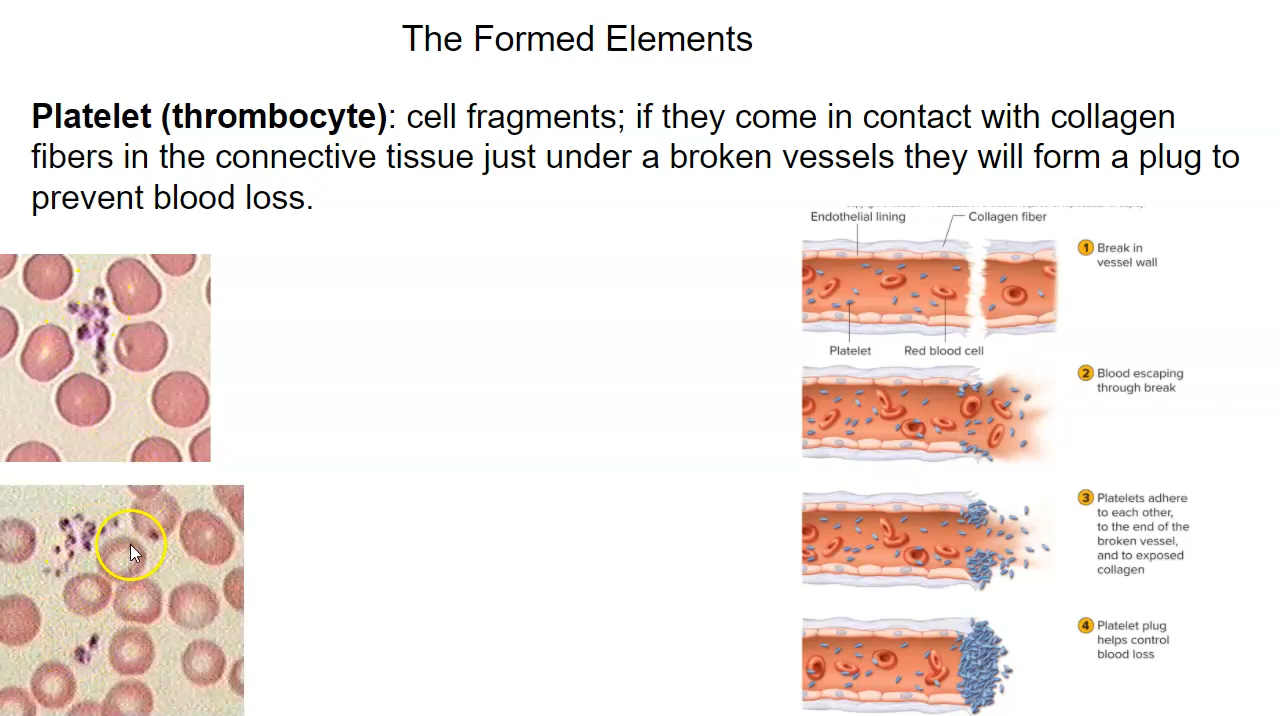 The Formed Elements
Platelet (thrombocyte): cell fragments; if they come in contact with collagen
fibers in the connective tissue just under a broken vessels they will form a plug to
prevent blood loss.
Endothelial lining
Collagen fiber
1 Break in
vessel wall
Platelet
Red blood cell
2 Blood escaping
through break
3 Platelets adhere
to each other,
to the end of the
broken vessel,
and to exposed
collagen
4 Platelet plug
helps control
blood loss